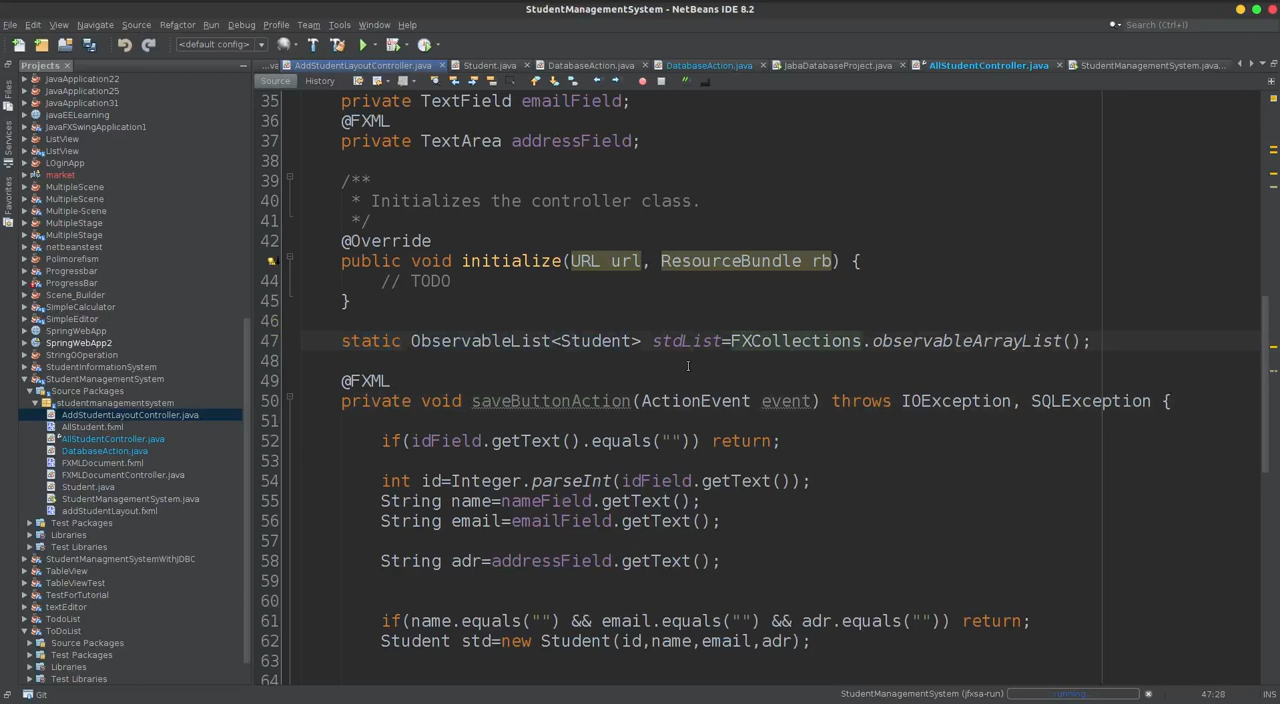 StudentManagementSystem - NetBeans IDE 8.2
File Edit View Navigate Source Refactor Run Debug Profile Team Tools Window Help
Search (Ctrl+I)
<default config>
Projects
...va AddStudentLayoutController.java Student.java DatabaseAction.java DatabaseAction.java JabaDatabaseProject.java AllStudentController.java StudentManagementSystem.java...
Source History
Files
Services
Favorites
JavaApplication22
JavaApplication25
JavaApplication31
javaEELearning
JavaFXSwingApplication1
ListView
ListView
LOginApp
market
MultipleScene
MultipleScene
Multiple-Scene
MultipleStage
MultipleStage
netbeanstest
Polimorefism
Progressbar
ProgressBar
Scene_Builder
SimpleCalculator
SimpleEditor
SpringWebApp
SpringWebApp2
StringOOperation
StudentInformationSystem
StudentManagementSystem
Source Packages
studentmanagementsystem
AddStudentLayoutController.java
AllStudent.fxml
AllStudentController.java
DatabaseAction.java
FXMLDocument.fxml
FXMLDocumentController.java
Student.java
StudentManagementSystem.java
addStudentLayout.fxml
Test Packages
Libraries
Test Libraries
StudentManagmentSystemWithJDBC
TableView
TableViewTest
TestForTutorial
textEditor
TodoList
ToDoList
Source Packages
Test Packages
Libraries
Test Libraries
35 private TextField emailField;
36 @FXML
37 private TextArea addressField;
38
39 /**
40 * Initializes the controller class.
41 */
42 @Override
public void initialize(URL url, ResourceBundle rb) {
44 // TODO
45 }
46
47 static ObservableList<Student> stdList=FXCollections.observableArrayList();
48
49 @FXML
50 private void saveButtonAction(ActionEvent event) throws IOException, SQLException {
51
52 if(idField.getText().equals("")) return;
53
54 int id=Integer.parseInt(idField.getText());
55 String name=nameField.getText();
56 String email=emailField.getText();
57
58 String adr=addressField.getText();
59
60
61 if(name.equals("") && email.equals("") && adr.equals("")) return;
62 Student std=new Student(id,name,email,adr);
63
64
Git
StudentManagementSystem (jfxsa-run) running... 47:28 INS